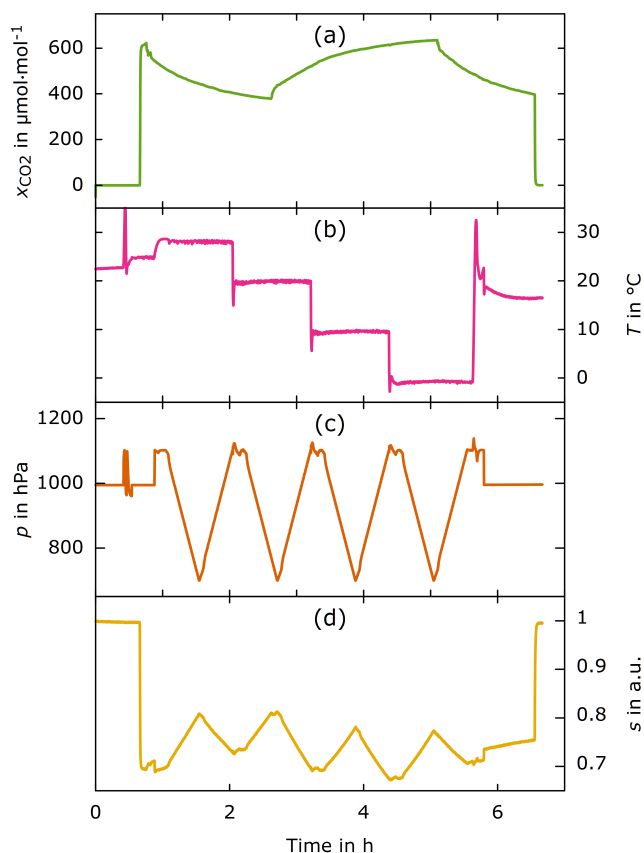 (a)
600
400
200
0
xCO2 in µmol·mol-1
(b)
30
20
10
0
T in °C
(c)
1200
1000
800
p in hPa
(d)
1
0.9
0.8
0.7
s in a.u.
0 2 4 6
Time in h